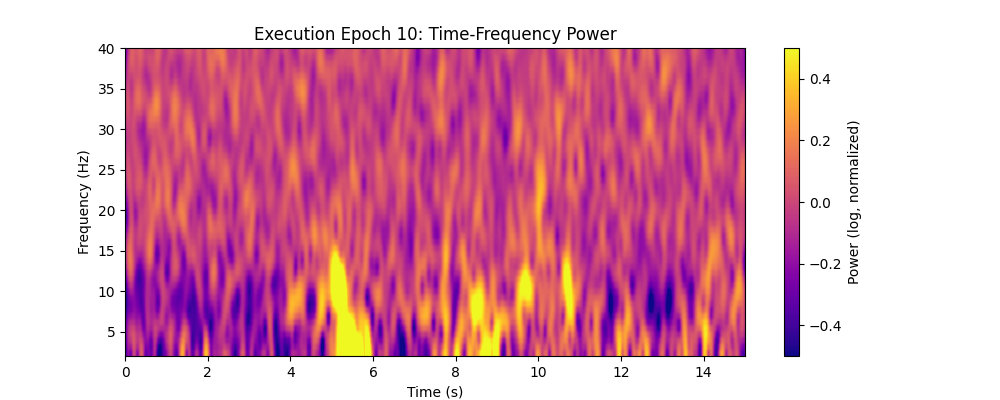 Execution Epoch 10: Time-Frequency Power
40
35
30
25
20
15
10
5
Frequency (Hz)
0 2 4 6 8 10 12 14
Time (s)
0.4
0.2
0.0
−0.2
−0.4
Power (log, normalized)